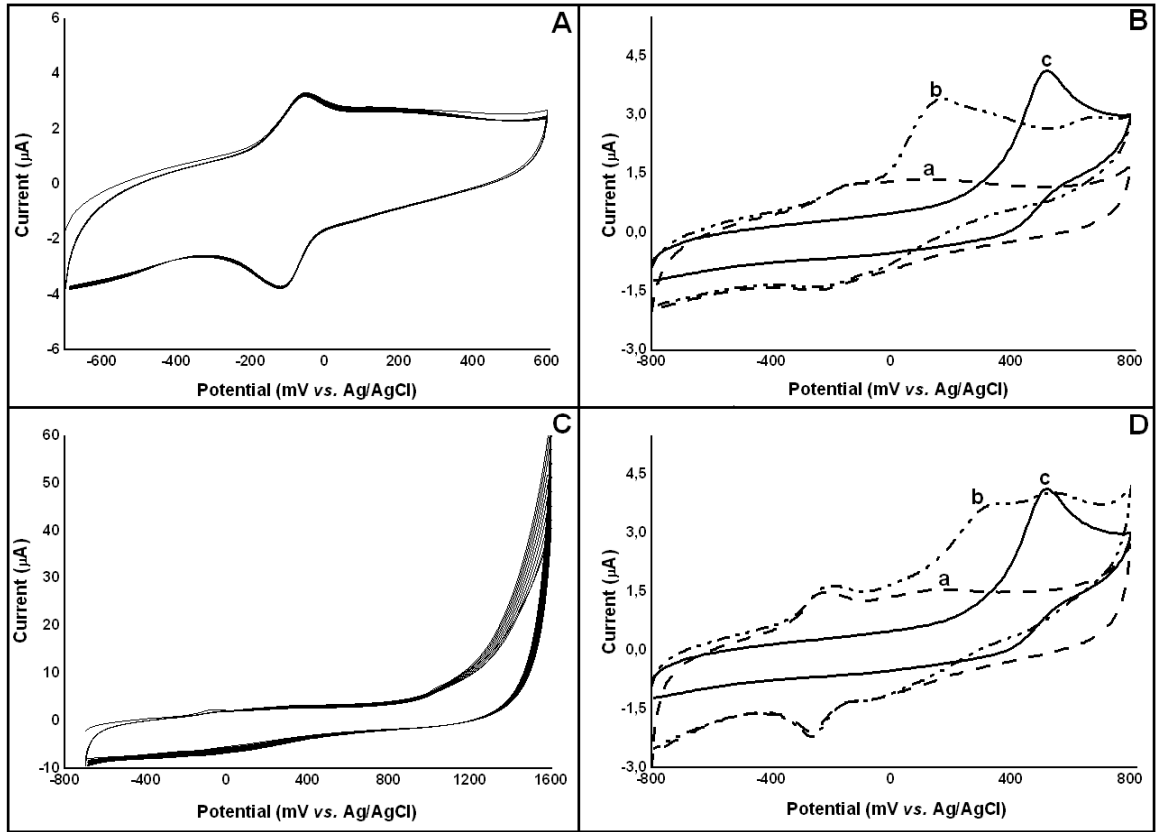 A
6
4
2
0
-2
-4
-6
Current (μA)
-600 -400 -200 0 200 400 600
Potential (mV vs. Ag/AgCl)
B
4,5
3,0
1,5
0,0
-1,5
-3,0
Current (μA)
c
b
a
-800 -400 0 400 800
Potential (mV vs. Ag/AgCl)
C
60
50
40
30
20
10
0
-10
Current (μA)
-800 -400 0 400 800 1200 1600
Potential (mV vs. Ag/AgCl)
D
4,5
3,0
1,5
0,0
-1,5
-3,0
Current (μA)
c
b
a
-800 -400 0 400 800
Potential (mV vs. Ag/AgCl)